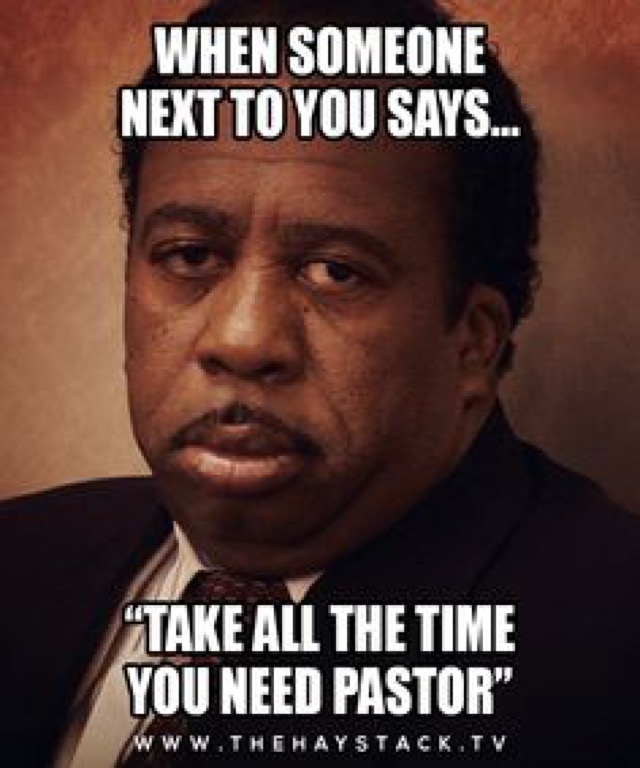 WHEN SOMEONE
NEXT TO YOU SAYS...
"TAKE ALL THE TIME
YOU NEED PASTOR"
WWW.THEHAYSTACK.TV